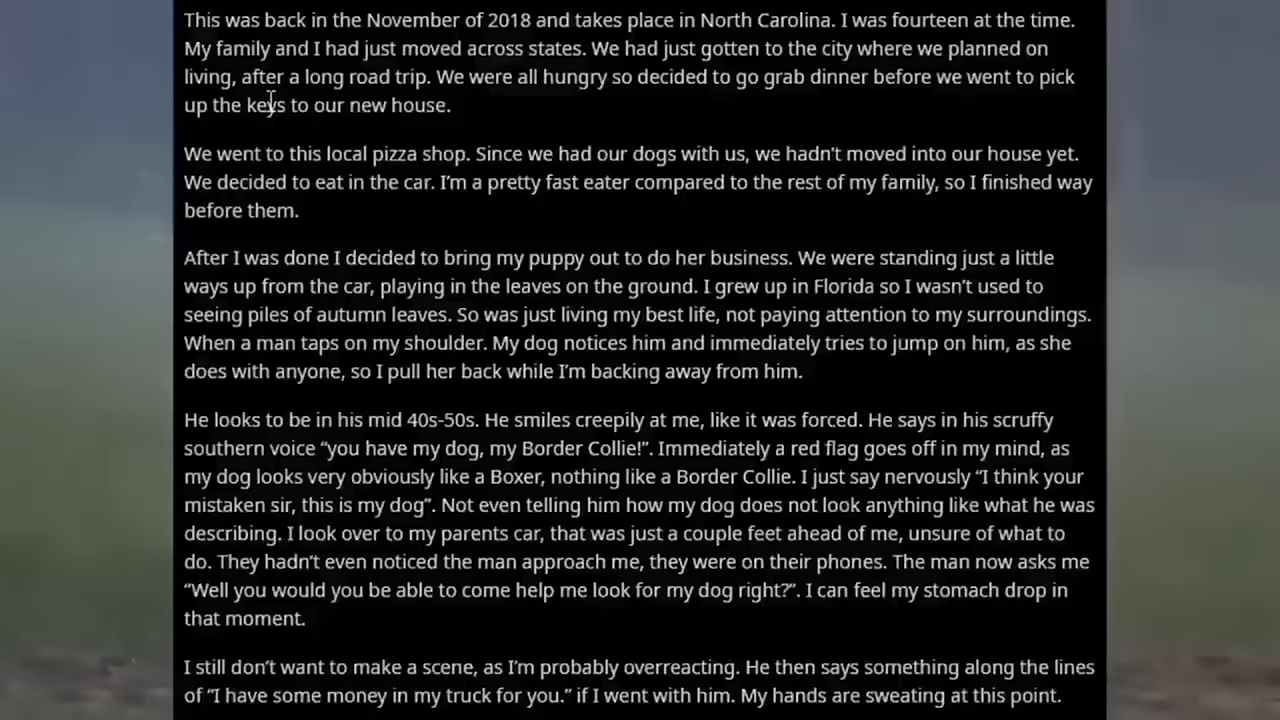 This was back in the November of 2018 and takes place in North Carolina. I was fourteen at the time.
My family and I had just moved across states. We had just gotten to the city where we planned on
living, after a long road trip. We were all hungry so decided to go grab dinner before we went to pick
up the keys to our new house.
We went to this local pizza shop. Since we had our dogs with us, we hadn't moved into our house yet.
We decided to eat in the car. I'm a pretty fast eater compared to the rest of my family, so I finished way
before them.
After I was done I decided to bring my puppy out to do her business. We were standing just a little
ways up from the car, playing in the leaves on the ground. I grew up in Florida so I wasn't used to
seeing piles of autumn leaves. So was just living my best life, not paying attention to my surroundings.
When a man taps on my shoulder. My dog notices him and immediately tries to jump on him, as she
does with anyone, so I pull her back while I'm backing away from him.
He looks to be in his mid 40s-50s. He smiles creepily at me, like it was forced. He says in his scruffy
southern voice “you have my dog, my Border Collie!”. Immediately a red flag goes off in my mind, as
my dog looks very obviously like a Boxer, nothing like a Border Collie. I just say nervously “I think your
mistaken sir, this is my dog”. Not even telling him how my dog does not look anything like what he was
describing. I look over to my parents car, that was just a couple feet ahead of me, unsure of what to
do. They hadn't even noticed the man approach me, they were on their phones. The man now asks me
“Well you would you be able to come help me look for my dog right?”. I can feel my stomach drop in
that moment.
I still don't want to make a scene, as I'm probably overreacting. He then says something along the lines
of “I have some money in my truck for you.” if I went with him. My hands are sweating at this point.